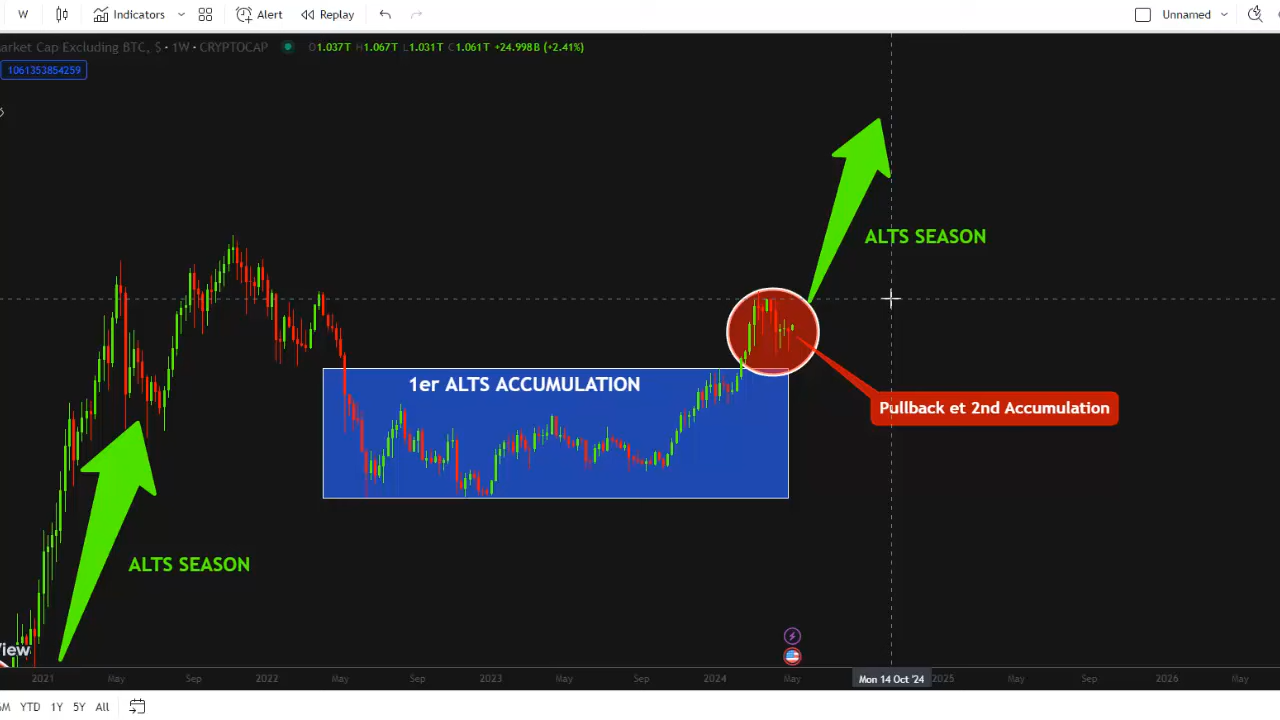 W Indicators Alert Replay Unnamed
arket Cap Excluding BTC, $ · 1W · CRYPTOCAP O1.037T H1.067T L1.031T C1.061T +24.998B (+2.41%)
1061353854259
ALTS SEASON
1er ALTS ACCUMULATION
Pullback et 2nd Accumulation
ALTS SEASON
View
2021 May Sep 2022 May Sep 2023 May Sep 2024 May Mon 14 Oct '24 2025 May Sep 2026 May
6M YTD 1Y 5Y All